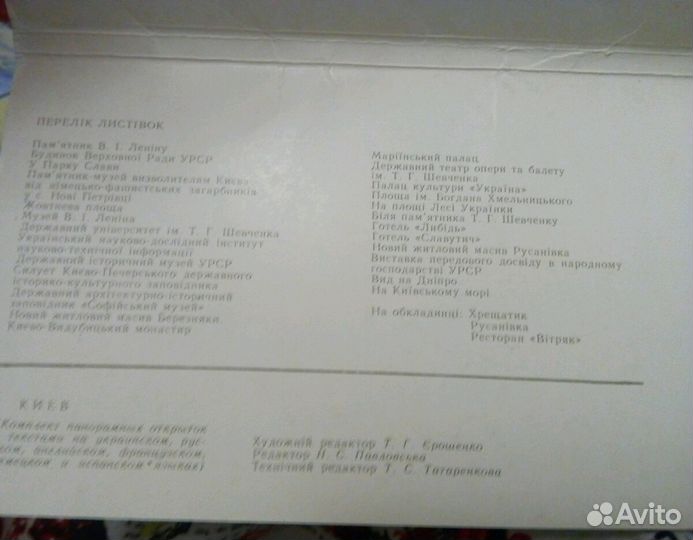 ПЕРЕЛІК ЛИСТІВОК
Пам'ятник В. І. Леніну
Будинок Верховної Ради УРСР
У Парку Слави
Пам'ятник-музей визволителям Києва
від німецько-фашистських загарбників
у с. Нові Петрівці
Жовтнева площа
Музей В. І. Леніна
Державний університет ім. Т. Г. Шевченка
Український науково-дослідний інститут
науково-технічної інформації
Державний історичний музей УРСР
Силует Києво-Печерського державного
історико-культурного заповідника
Державний архітектурно-історичний
заповідник «Софійський музей»
Новий житловий масив Березняки
Києво-Видубицький монастир
Маріїнський палац
Державний театр опери та балету
ім. Т. Г. Шевченка
Палац культури «Україна»
Площа ім. Богдана Хмельницького
На площі Лесі Українки
Біля пам'ятника Т. Г. Шевченку
Готель «Либідь»
Готель «Славутич»
Новий житловий масив Русанівка
Виставка передового досвіду в народному
господарстві УРСР
Вид на Дніпро
На Київському морі
На обкладинці: Хрещатик
Русанівка
Ресторан «Вітряк»
КИЕВ
Комплект панорамных открыток
текстами на украинском, рус-
ком, английском, французском,
немецком и испанском языках)
Художній редактор Т. Г. Єрошенко
Редактор Н. С. Павловська
Технічний редактор Т. С. Татаренкова
Avito